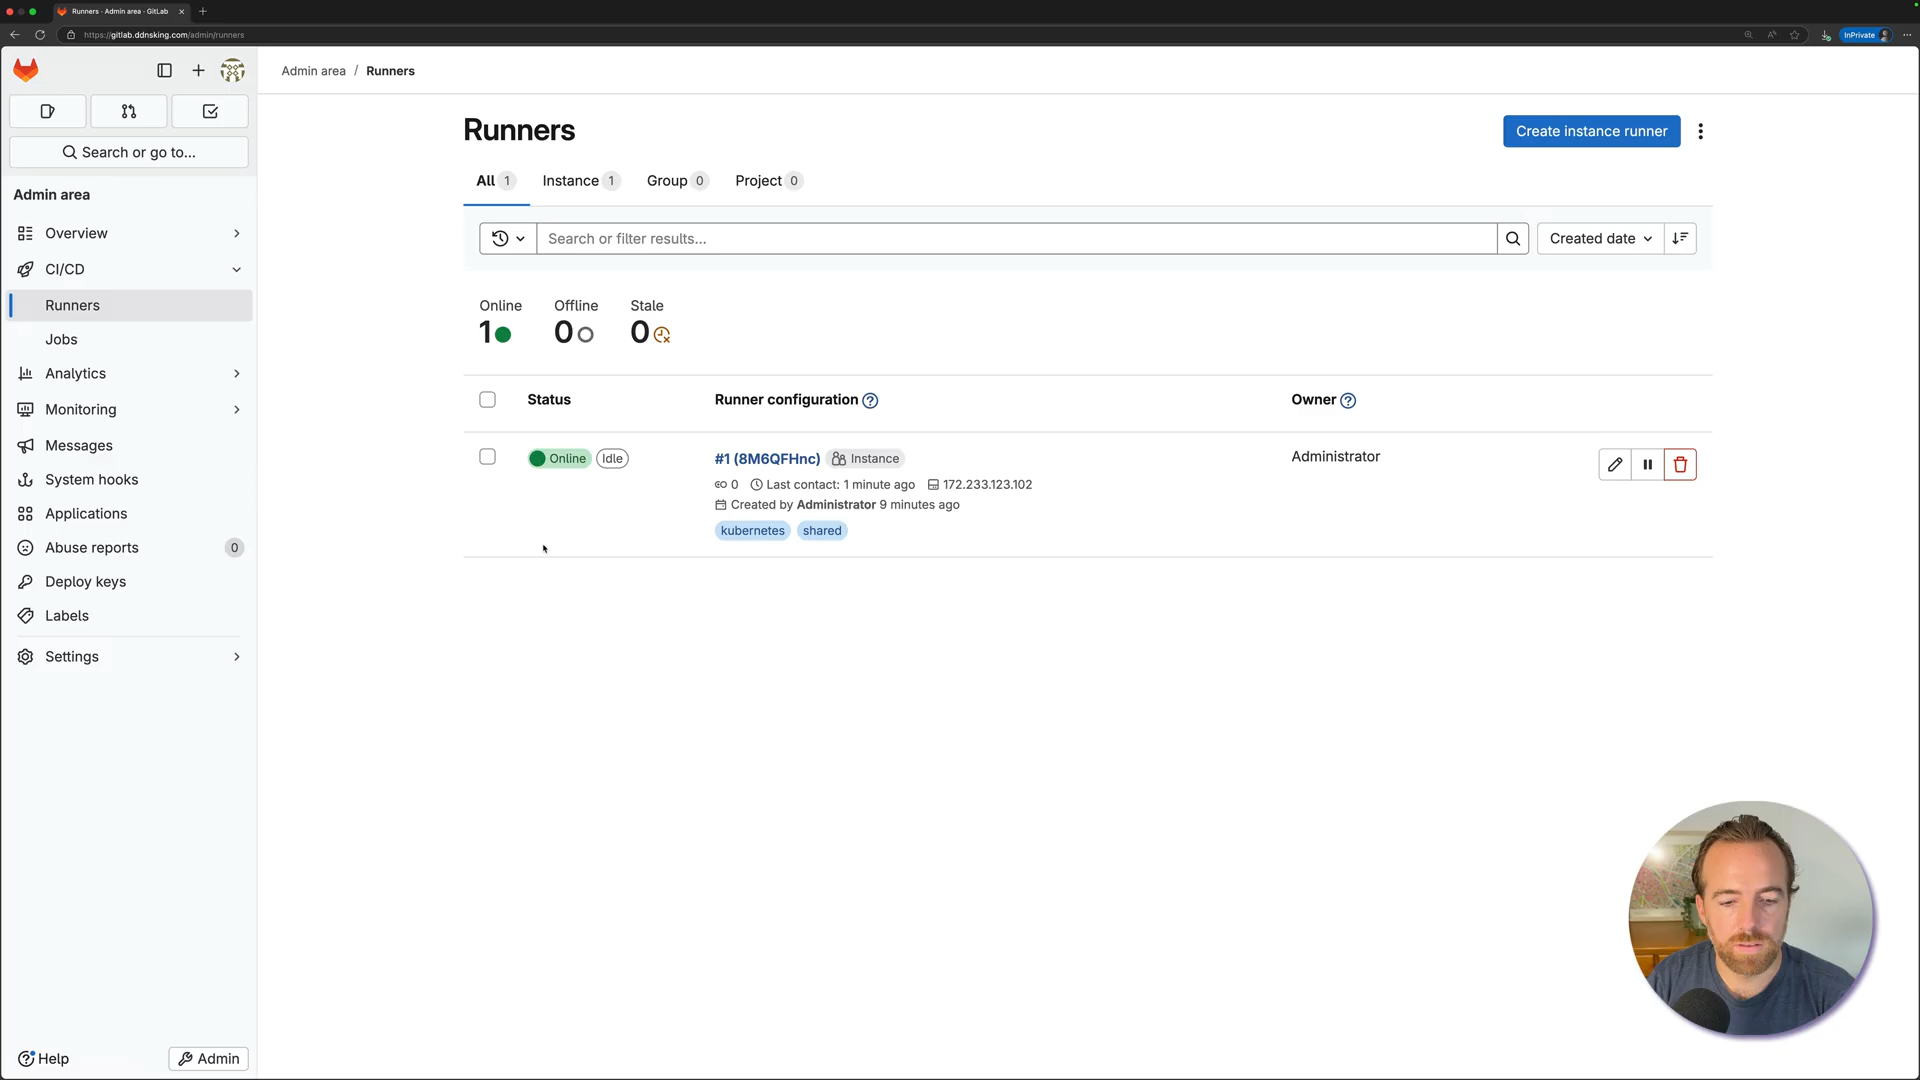 Runners - Admin area - GitLab
https://gitlab.ddnsking.com/admin/runners
InPrivate
Admin area / Runners
Search or go to...
Admin area
Overview
CI/CD
Runners
Jobs
Analytics
Monitoring
Messages
System hooks
Applications
Abuse reports 0
Deploy keys
Labels
Settings
Help
Admin
Runners
Create instance runner
All 1 Instance 1 Group 0 Project 0
Search or filter results...
Created date
Online Offline Stale
1 0 0
Status Runner configuration Owner
Online Idle #1 (8M6QFHnc) Instance Administrator
0 Last contact: 1 minute ago 172.233.123.102
Created by Administrator 9 minutes ago
kubernetes shared